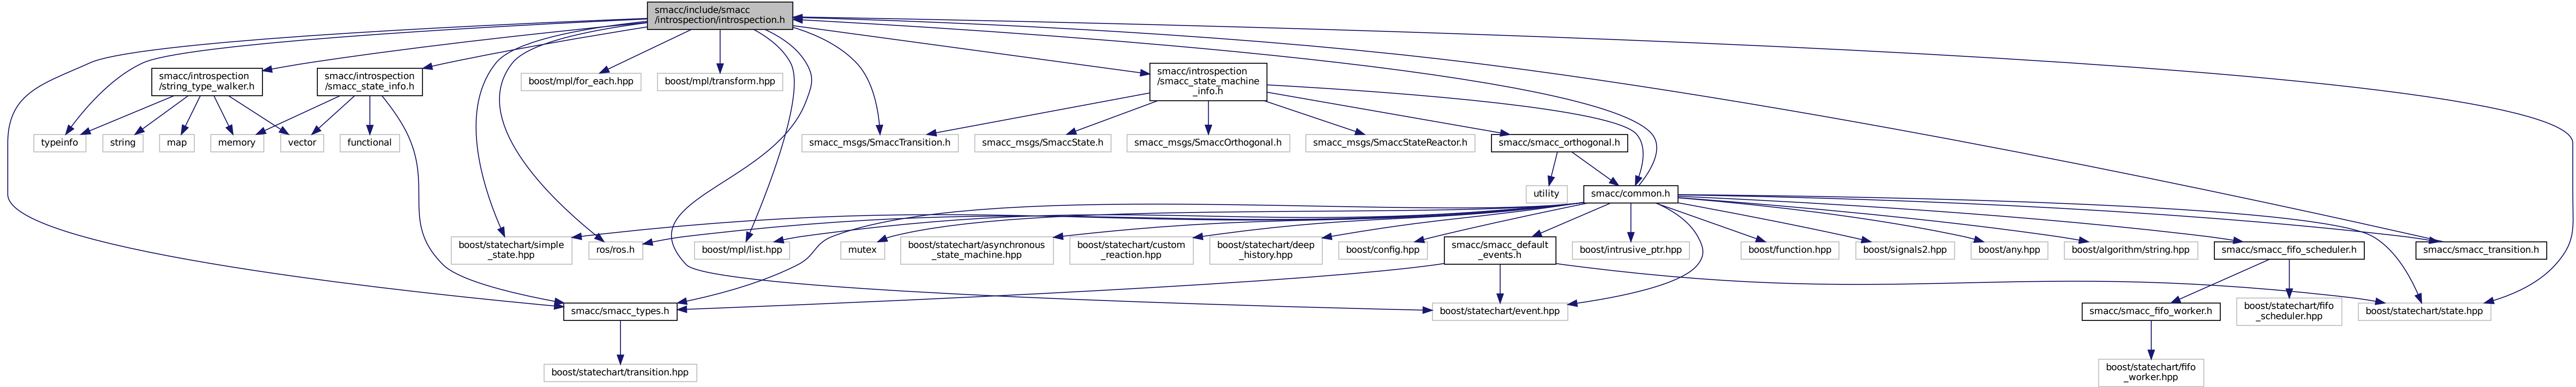 smacc/include/smacc
/introspection/introspection.h
smacc/introspection
/string_type_walker.h
smacc/introspection
/smacc_state_info.h
boost/mpl/for_each.hpp
boost/mpl/transform.hpp
smacc/introspection
/smacc_state_machine
_info.h
typeinfo
string
map
memory
vector
functional
smacc_msgs/SmaccTransition.h
smacc_msgs/SmaccState.h
smacc_msgs/SmaccOrthogonal.h
smacc_msgs/SmaccStateReactor.h
smacc/smacc_orthogonal.h
utility
smacc/common.h
boost/statechart/simple
_state.hpp
ros/ros.h
boost/mpl/list.hpp
mutex
boost/statechart/asynchronous
_state_machine.hpp
boost/statechart/custom
_reaction.hpp
boost/statechart/deep
_history.hpp
boost/config.hpp
smacc/smacc_default
_events.h
boost/intrusive_ptr.hpp
boost/function.hpp
boost/signals2.hpp
boost/any.hpp
boost/algorithm/string.hpp
smacc/smacc_fifo_scheduler.h
smacc/smacc_transition.h
smacc/smacc_types.h
boost/statechart/event.hpp
smacc/smacc_fifo_worker.h
boost/statechart/fifo
_scheduler.hpp
boost/statechart/state.hpp
boost/statechart/transition.hpp
boost/statechart/fifo
_worker.hpp